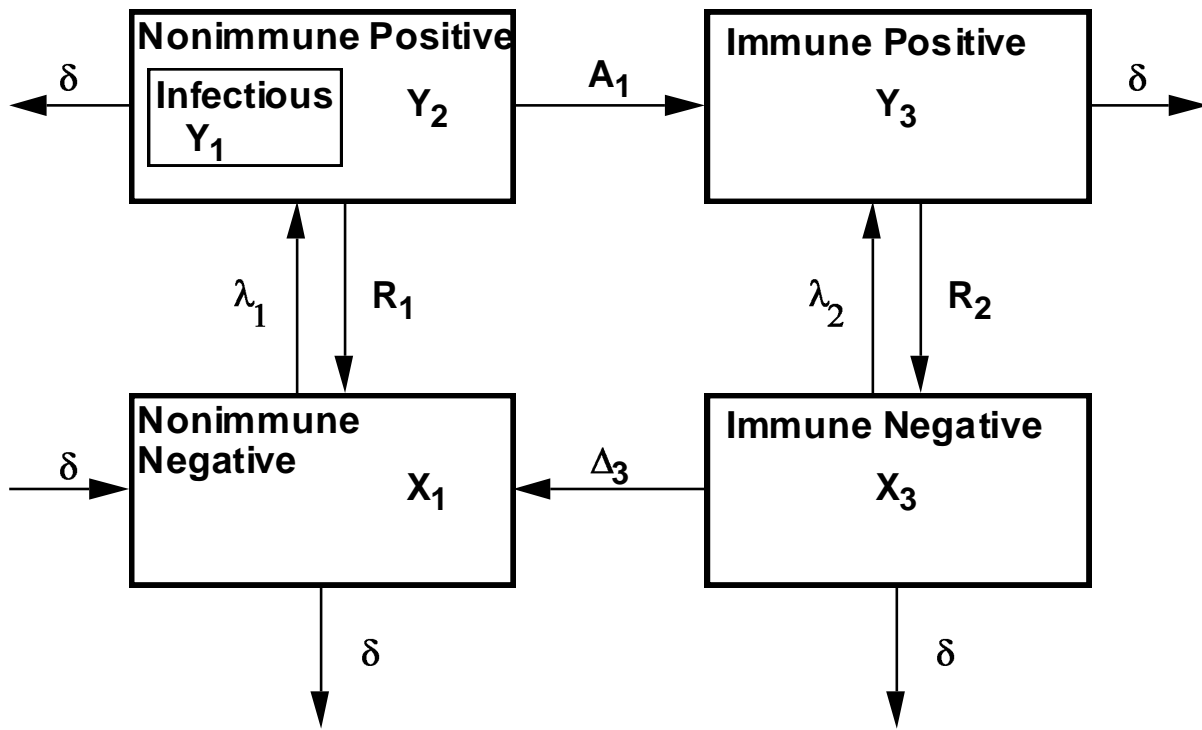 Nonimmune Positive
Infectious
Y₁
Y₂
δ
A₁
Immune Positive
Y₃
δ
λ₁
R₁
λ₂
R₂
Nonimmune
Negative
X₁
δ
Δ₃
Immune Negative
X₃
δ
δ